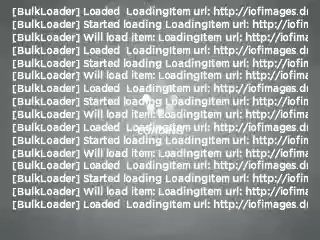 [BulkLoader] Loaded LoadingItem url: http://iofimages.d
[BulkLoader] Started loading LoadingItem url: http://iofi
[BulkLoader] Will load item: LoadingItem url: http://iofima
[BulkLoader] Loaded LoadingItem url: http://iofimages.d
[BulkLoader] Started loading LoadingItem url: http://iofi
[BulkLoader] Will load item: LoadingItem url: http://iofima
[BulkLoader] Loaded LoadingItem url: http://iofimages.d
[BulkLoader] Started loading LoadingItem url: http://iofi
[BulkLoader] Will load item: LoadingItem url: http://iofima
[BulkLoader] Loaded LoadingItem url: http://iofimages.d
[BulkLoader] Started loading LoadingItem url: http://iofi
[BulkLoader] Will load item: LoadingItem url: http://iofima
[BulkLoader] Loaded LoadingItem url: http://iofimages.d
[BulkLoader] Started loading LoadingItem url: http://iofi
[BulkLoader] Will load item: LoadingItem url: http://iofima
[BulkLoader] Loaded LoadingItem url: http://iofimages.d